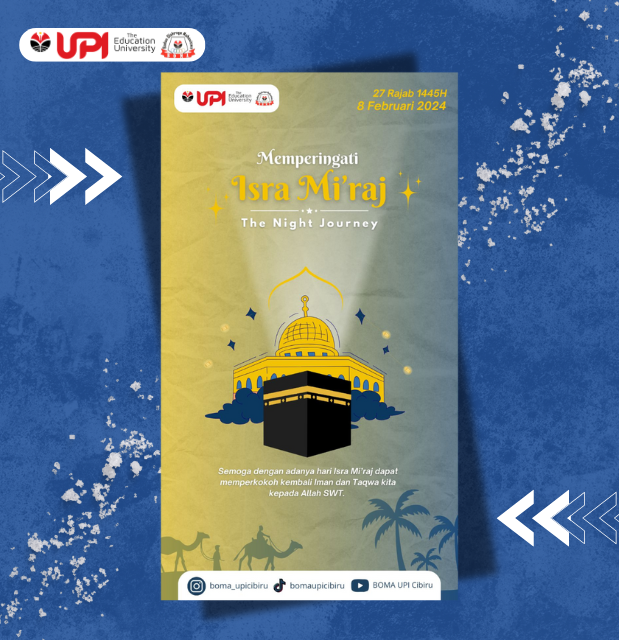 UPI The Education University
UPI The Education University
27 Rajab 1445H
8 Februari 2024
Memperingati
Isra Mi'raj
The Night Journey
Semoga dengan adanya hari Isra Mi'raj dapat
memperkokoh kembali Iman dan Taqwa kita
kepada Allah SWT.
boma_upicibiru bomaupicibiru BOMA UPI Cibiru